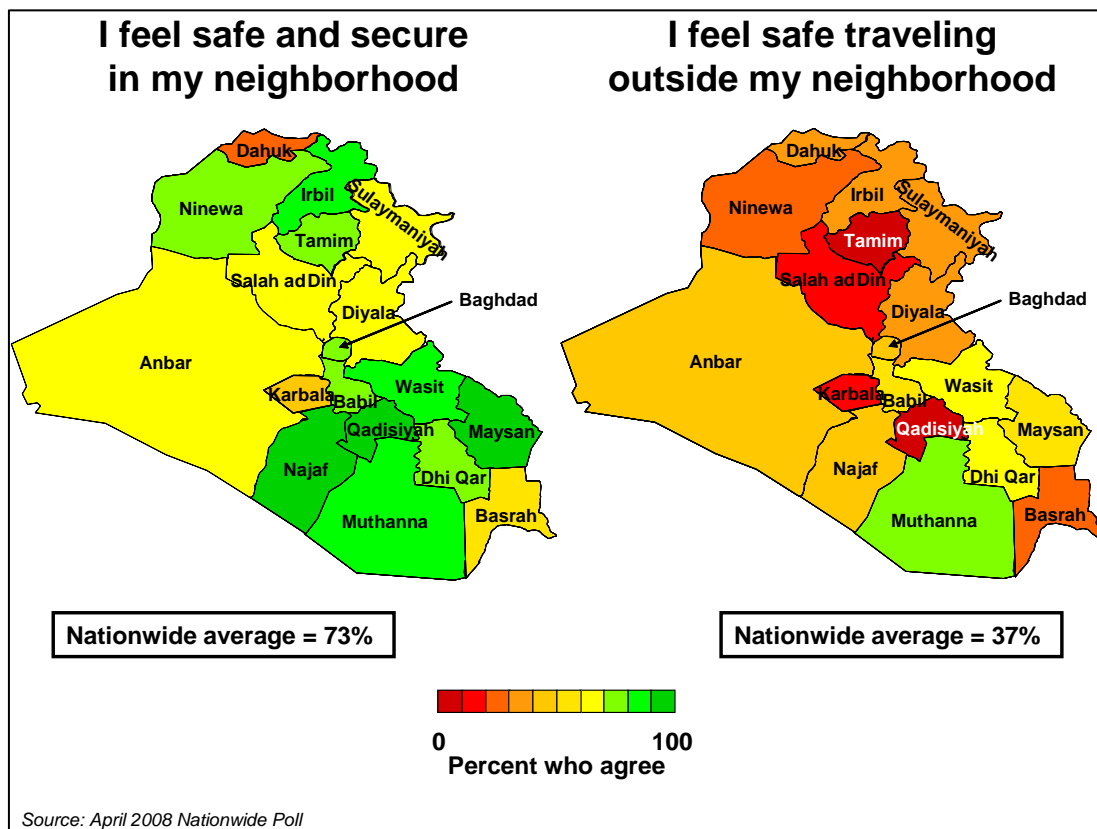 I feel safe and secure
in my neighborhood
Dahuk
Ninewa
Irbil
Sulaymaniyah
Tamim
Salah ad Din
Diyala
Baghdad
Anbar
Karbala
Babil
Wasit
Qadisiyah
Maysan
Najaf
Dhi Qar
Muthanna
Basrah
Nationwide average = 73%
I feel safe traveling
outside my neighborhood
Dahuk
Ninewa
Irbil
Sulaymaniyah
Tamim
Salah ad Din
Diyala
Baghdad
Anbar
Karbala
Babil
Wasit
Qadisiyah
Maysan
Najaf
Dhi Qar
Muthanna
Basrah
Nationwide average = 37%
0 100
Percent who agree
Source: April 2008 Nationwide Poll